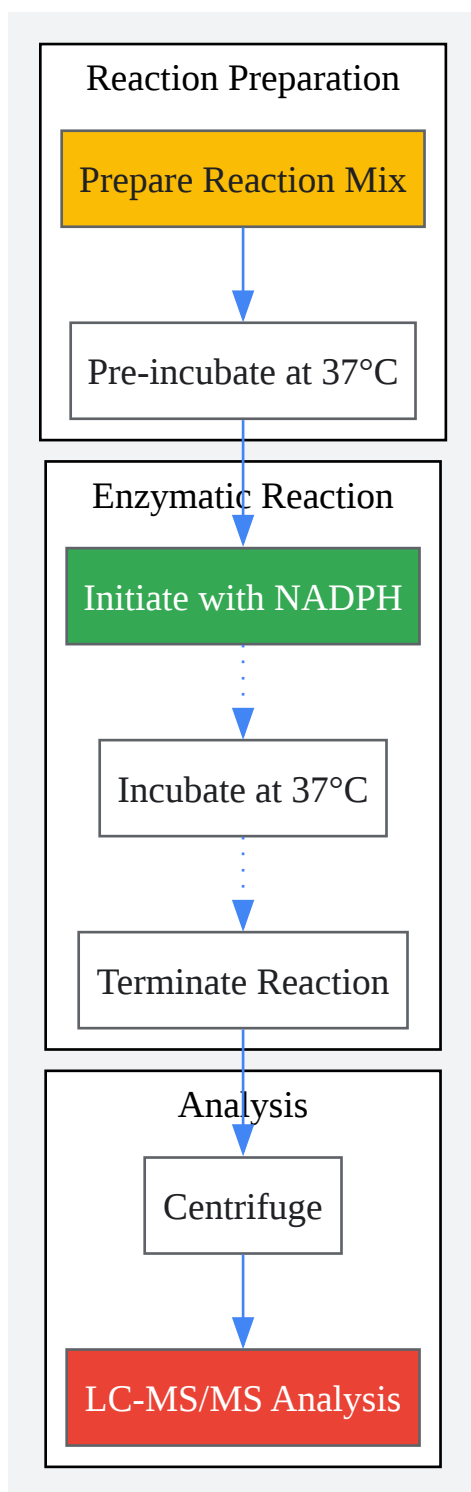 Reaction Preparation
Prepare Reaction Mix
Pre-incubate at 37°C
Enzymatic Reaction
Initiate with NADPH
Incubate at 37°C
Terminate Reaction
Analysis
Centrifuge
LC-MS/MS Analysis